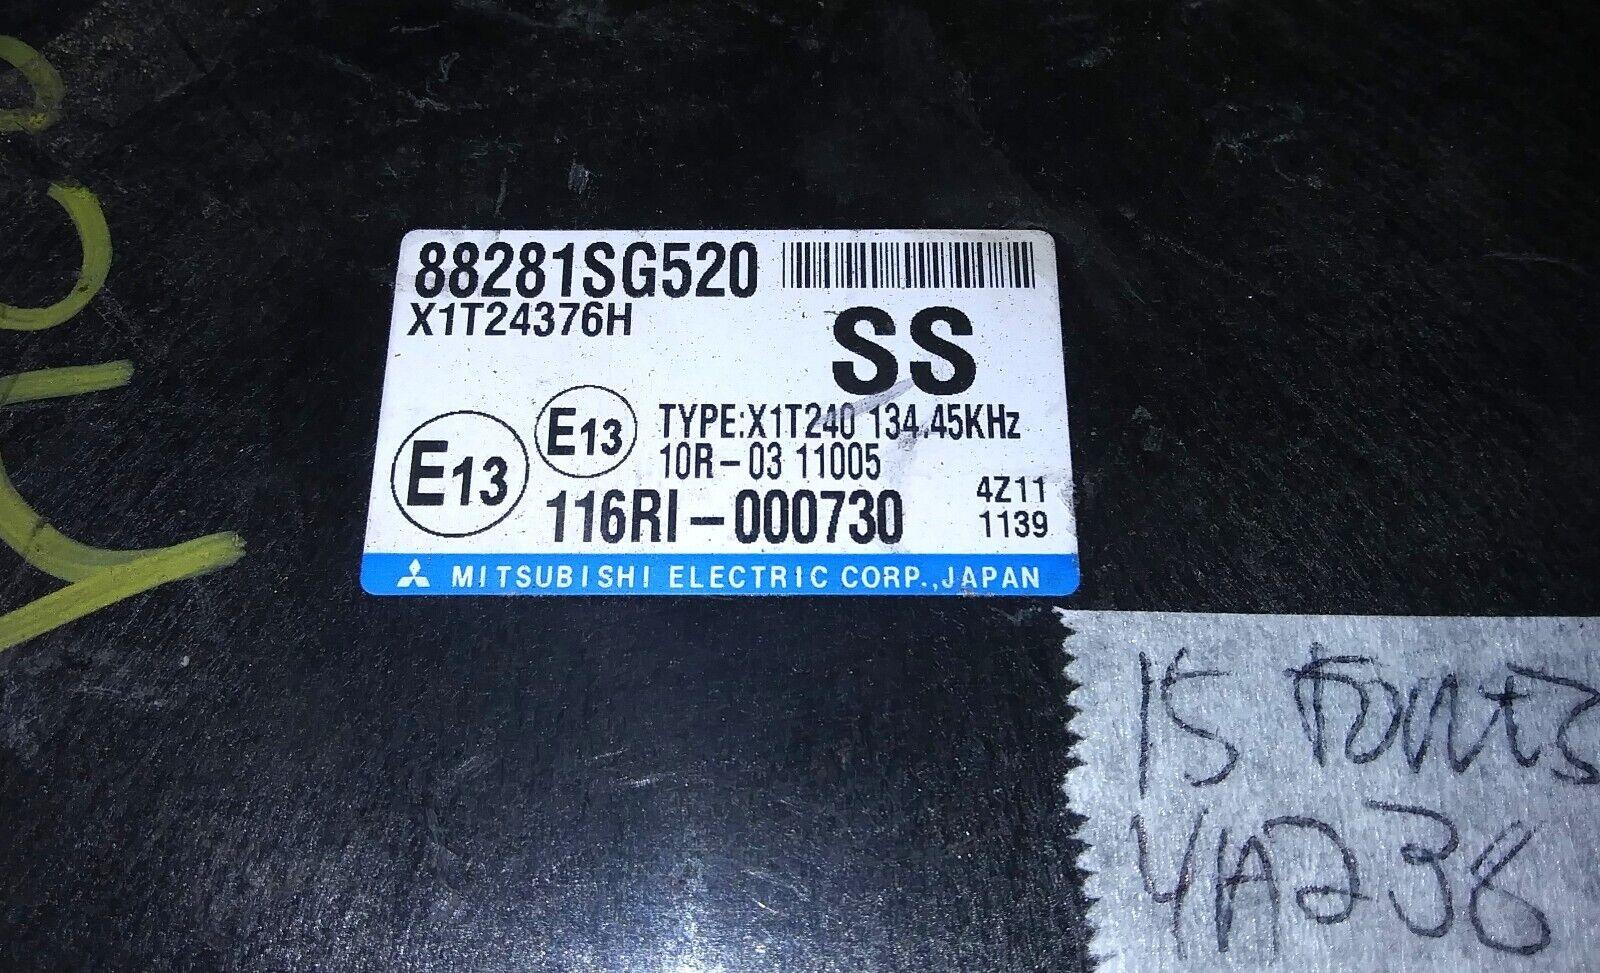 88281SG520
X1T24376H
SS
E13
E13
TYPE:X1T240 134.45KHz
10R-03 11005
116RI-000730
4Z11
1139
MITSUBISHI ELECTRIC CORP.,JAPAN
15
YA238